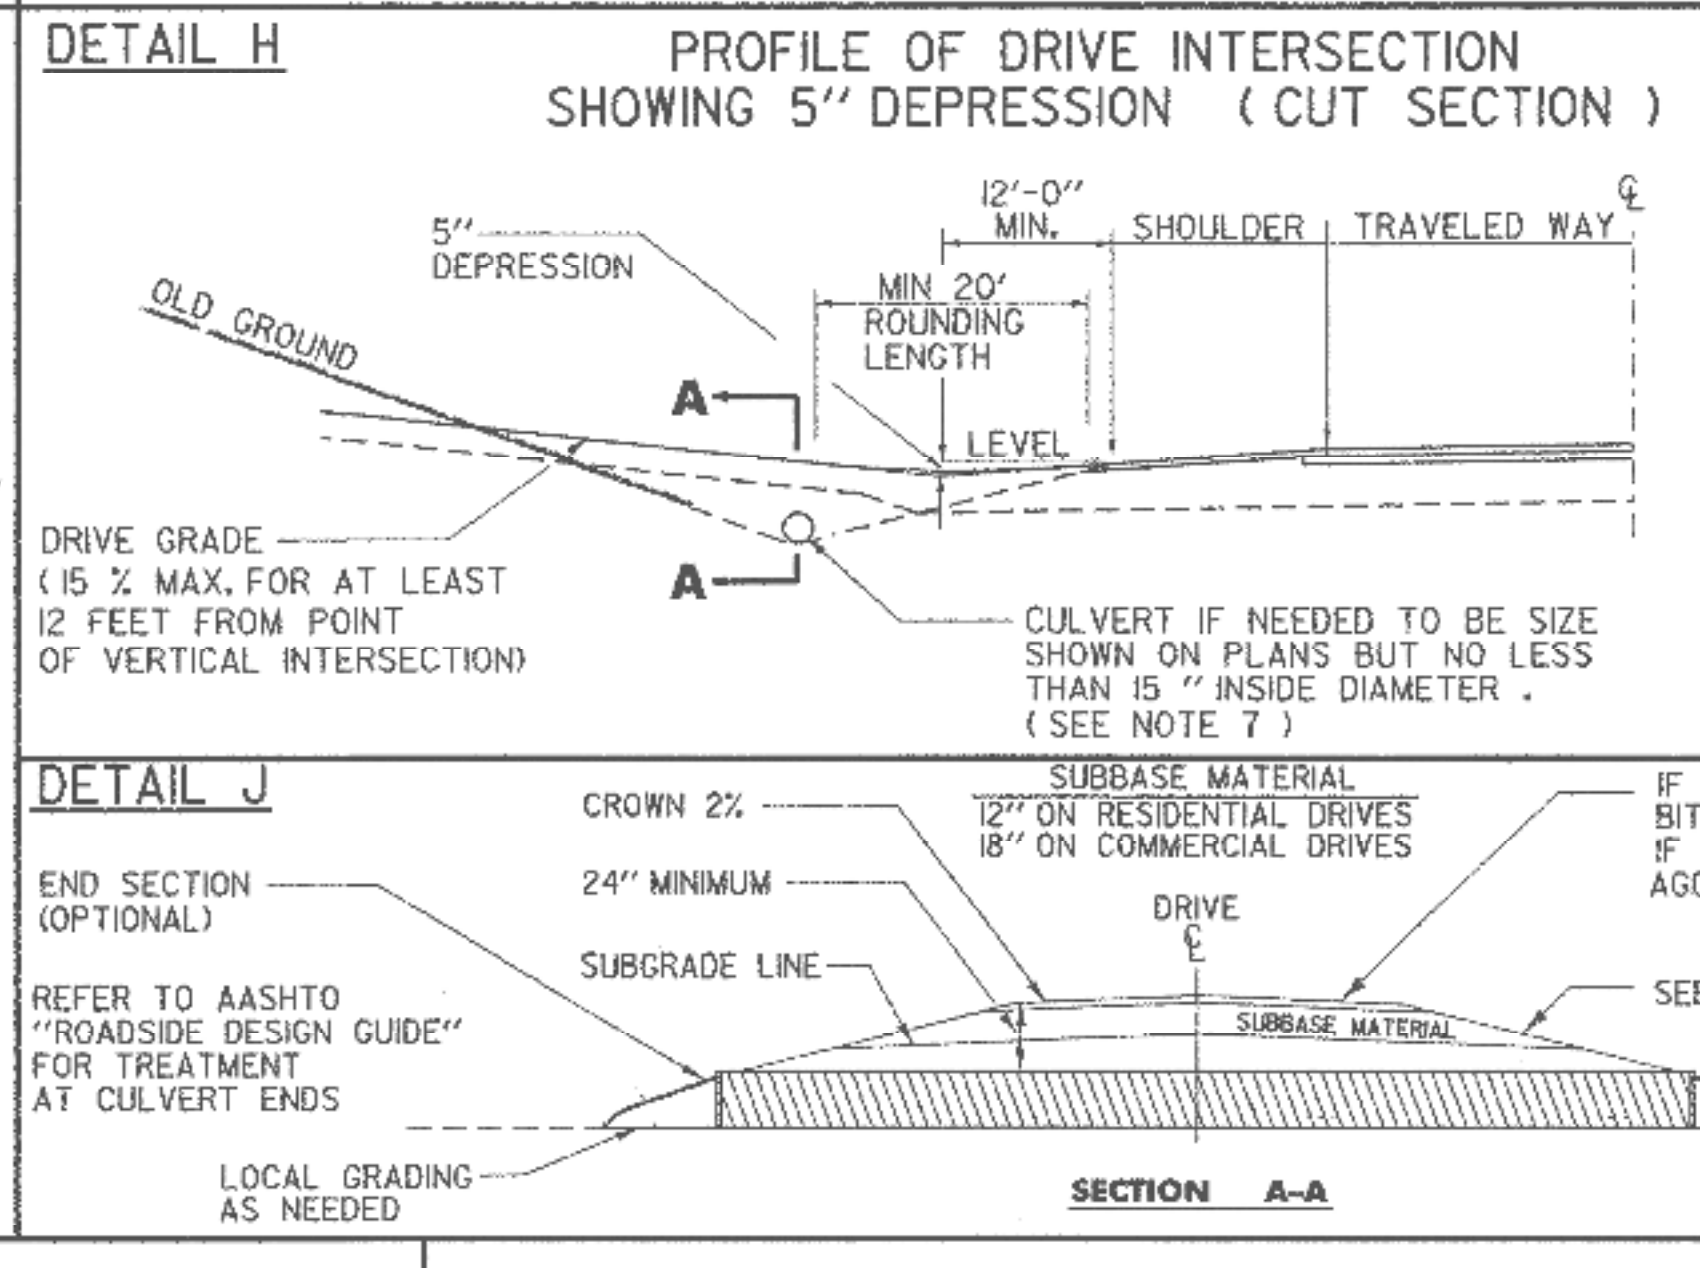 DETAIL H
PROFILE OF DRIVE INTERSECTION
SHOWING 5" DEPRESSION ( CUT SECTION )
12'-0"
MIN.
SHOULDER
TRAVELED WAY
℄
5"
DEPRESSION
MIN 20'
ROUNDING
LENGTH
OLD GROUND
A
LEVEL
DRIVE GRADE
( 15 % MAX. FOR AT LEAST
12 FEET FROM POINT
OF VERTICAL INTERSECTION)
A
CULVERT IF NEEDED TO BE SIZE
SHOWN ON PLANS BUT NO LESS
THAN 15 " INSIDE DIAMETER .
( SEE NOTE 7 )
DETAIL J
SUBBASE MATERIAL
12" ON RESIDENTIAL DRIVES
18" ON COMMERCIAL DRIVES
CROWN 2%
24" MINIMUM
SUBGRADE LINE
END SECTION
(OPTIONAL)
REFER TO AASHTO
"ROADSIDE DESIGN GUIDE"
FOR TREATMENT
AT CULVERT ENDS
DRIVE
℄
IF
BIT
IF
AGG
SEE
SUBBASE MATERIAL
LOCAL GRADING
AS NEEDED
SECTION A-A